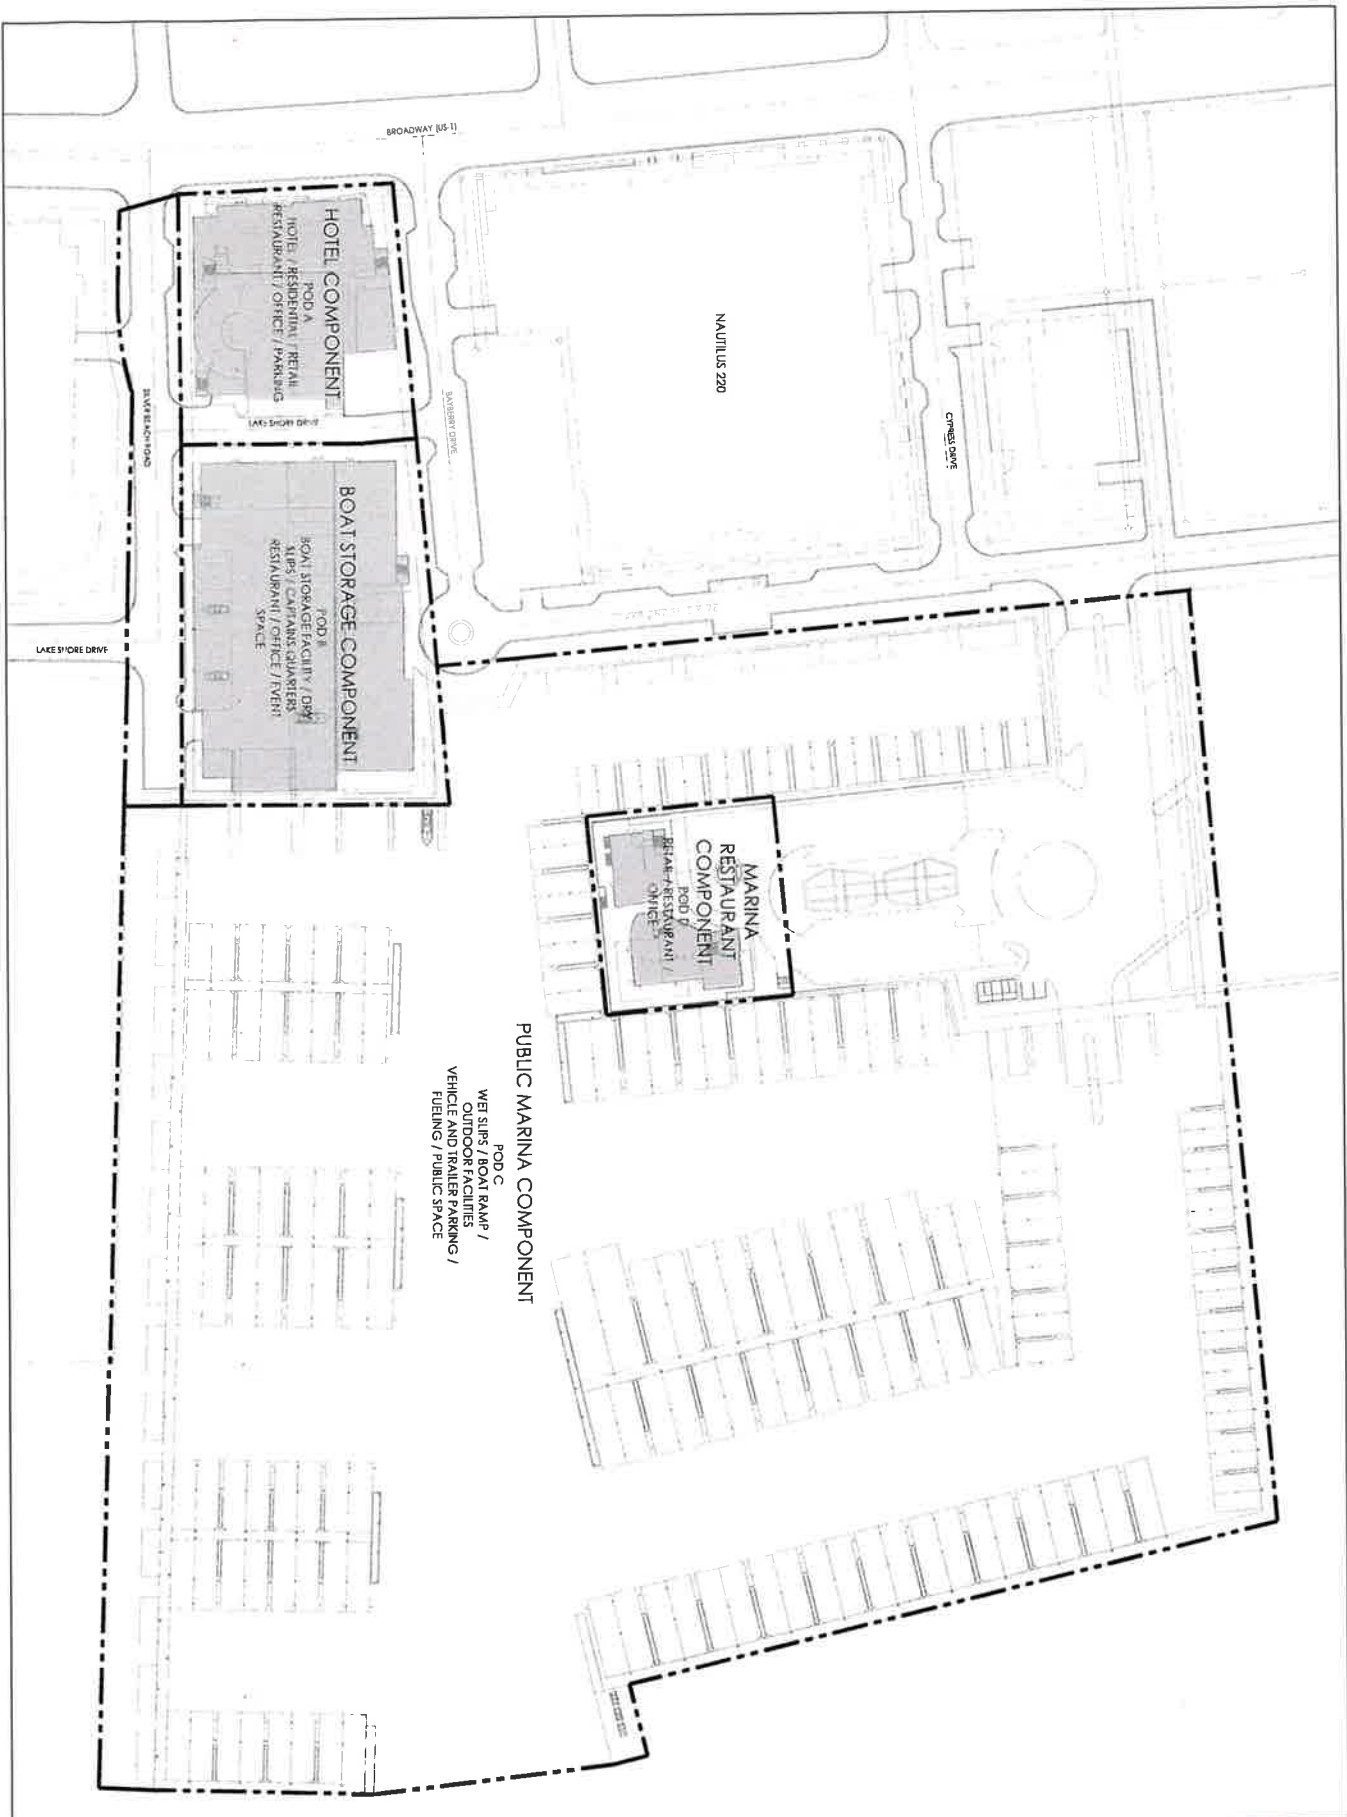 BROADWAY (US-1)
HOTEL COMPONENT
POD A
HOTEL / RESIDENTIAL / RETAIL
RESTAURANT / OFFICE / PARKING
LAKE SHORE DRIVE
SILVER BEACH ROAD
BAYBERRY DRIVE
NAUTILUS 220
CYPRESS DRIVE
BOAT STORAGE COMPONENT
POD B
BOAT STORAGE FACILITY / DRY
SLIPS / CAPTAINS QUARTERS
RESTAURANT / OFFICE / EVENT
SPACE
LAKE SHORE DRIVE
MARINA
RESTAURANT
COMPONENT
POD D
RETAIL / RESTAURANT /
OFFICE
PUBLIC MARINA COMPONENT
POD C
WET SLIPS / BOAT RAMP /
OUTDOOR FACILITIES
VEHICLE AND TRAILER PARKING /
FUELING / PUBLIC SPACE